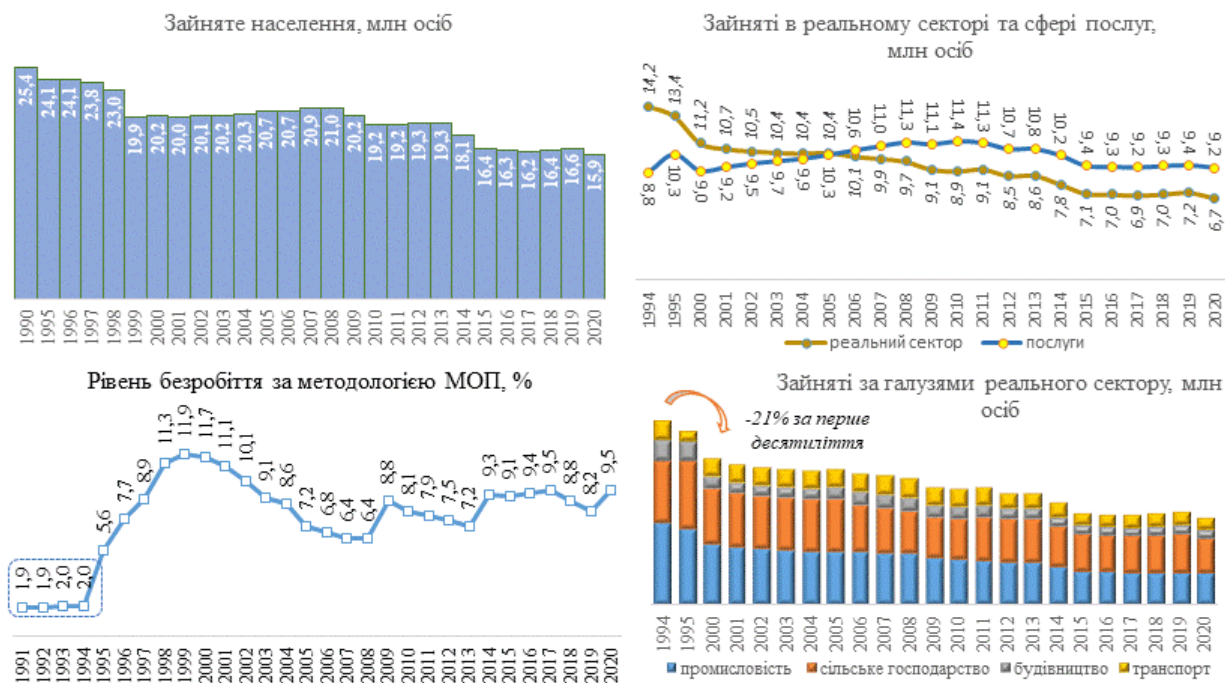 Зайняте населення, млн осіб
25,4 24,1 24,1 23,8 23,0 19,9 20,2 20,0 20,1 20,2 20,3 20,7 20,7 20,9 21,0 20,2 19,2 19,2 19,3 19,3 18,1 16,4 16,3 16,2 16,4 16,6 15,9
1990 1995 1996 1997 1998 1999 2000 2001 2002 2003 2004 2005 2006 2007 2008 2009 2010 2011 2012 2013 2014 2015 2016 2017 2018 2019 2020
Зайняті в реальному секторі та сфері послуг,
млн осіб
14,2 13,4 11,2 10,7 10,5 10,4 10,4 10,4 10,6 11,0 11,3 11,1 11,4 11,3 10,7 10,8 10,2 9,4 9,3 9,2 9,3 9,4 9,2
8,8 10,3 9,0 9,2 9,5 9,7 9,9 10,3 10,1 9,9 9,7 9,1 8,9 9,1 8,5 8,6 7,8 7,1 7,0 6,9 7,0 7,2 6,7
1994 1995 2000 2001 2002 2003 2004 2005 2006 2007 2008 2009 2010 2011 2012 2013 2014 2015 2016 2017 2018 2019 2020
реальний сектор послуги
Рівень безробіття за методологією МОП, %
1,9 1,9 2,0 2,0 5,6 7,7 8,9 11,3 11,9 11,7 11,1 10,1 9,1 8,6 7,2 6,8 6,4 6,4 8,8 8,1 7,9 7,5 7,2 9,3 9,1 9,4 9,5 8,8 8,2 9,5
1991 1992 1993 1994 1995 1996 1997 1998 1999 2000 2001 2002 2003 2004 2005 2006 2007 2008 2009 2010 2011 2012 2013 2014 2015 2016 2017 2018 2019 2020
Зайняті за галузями реального сектору, млн
осіб
-21% за перше
десятиліття
1994 1995 2000 2001 2002 2003 2004 2005 2006 2007 2008 2009 2010 2011 2012 2013 2014 2015 2016 2017 2018 2019 2020
промисловість сільське господарство будівництво транспорт